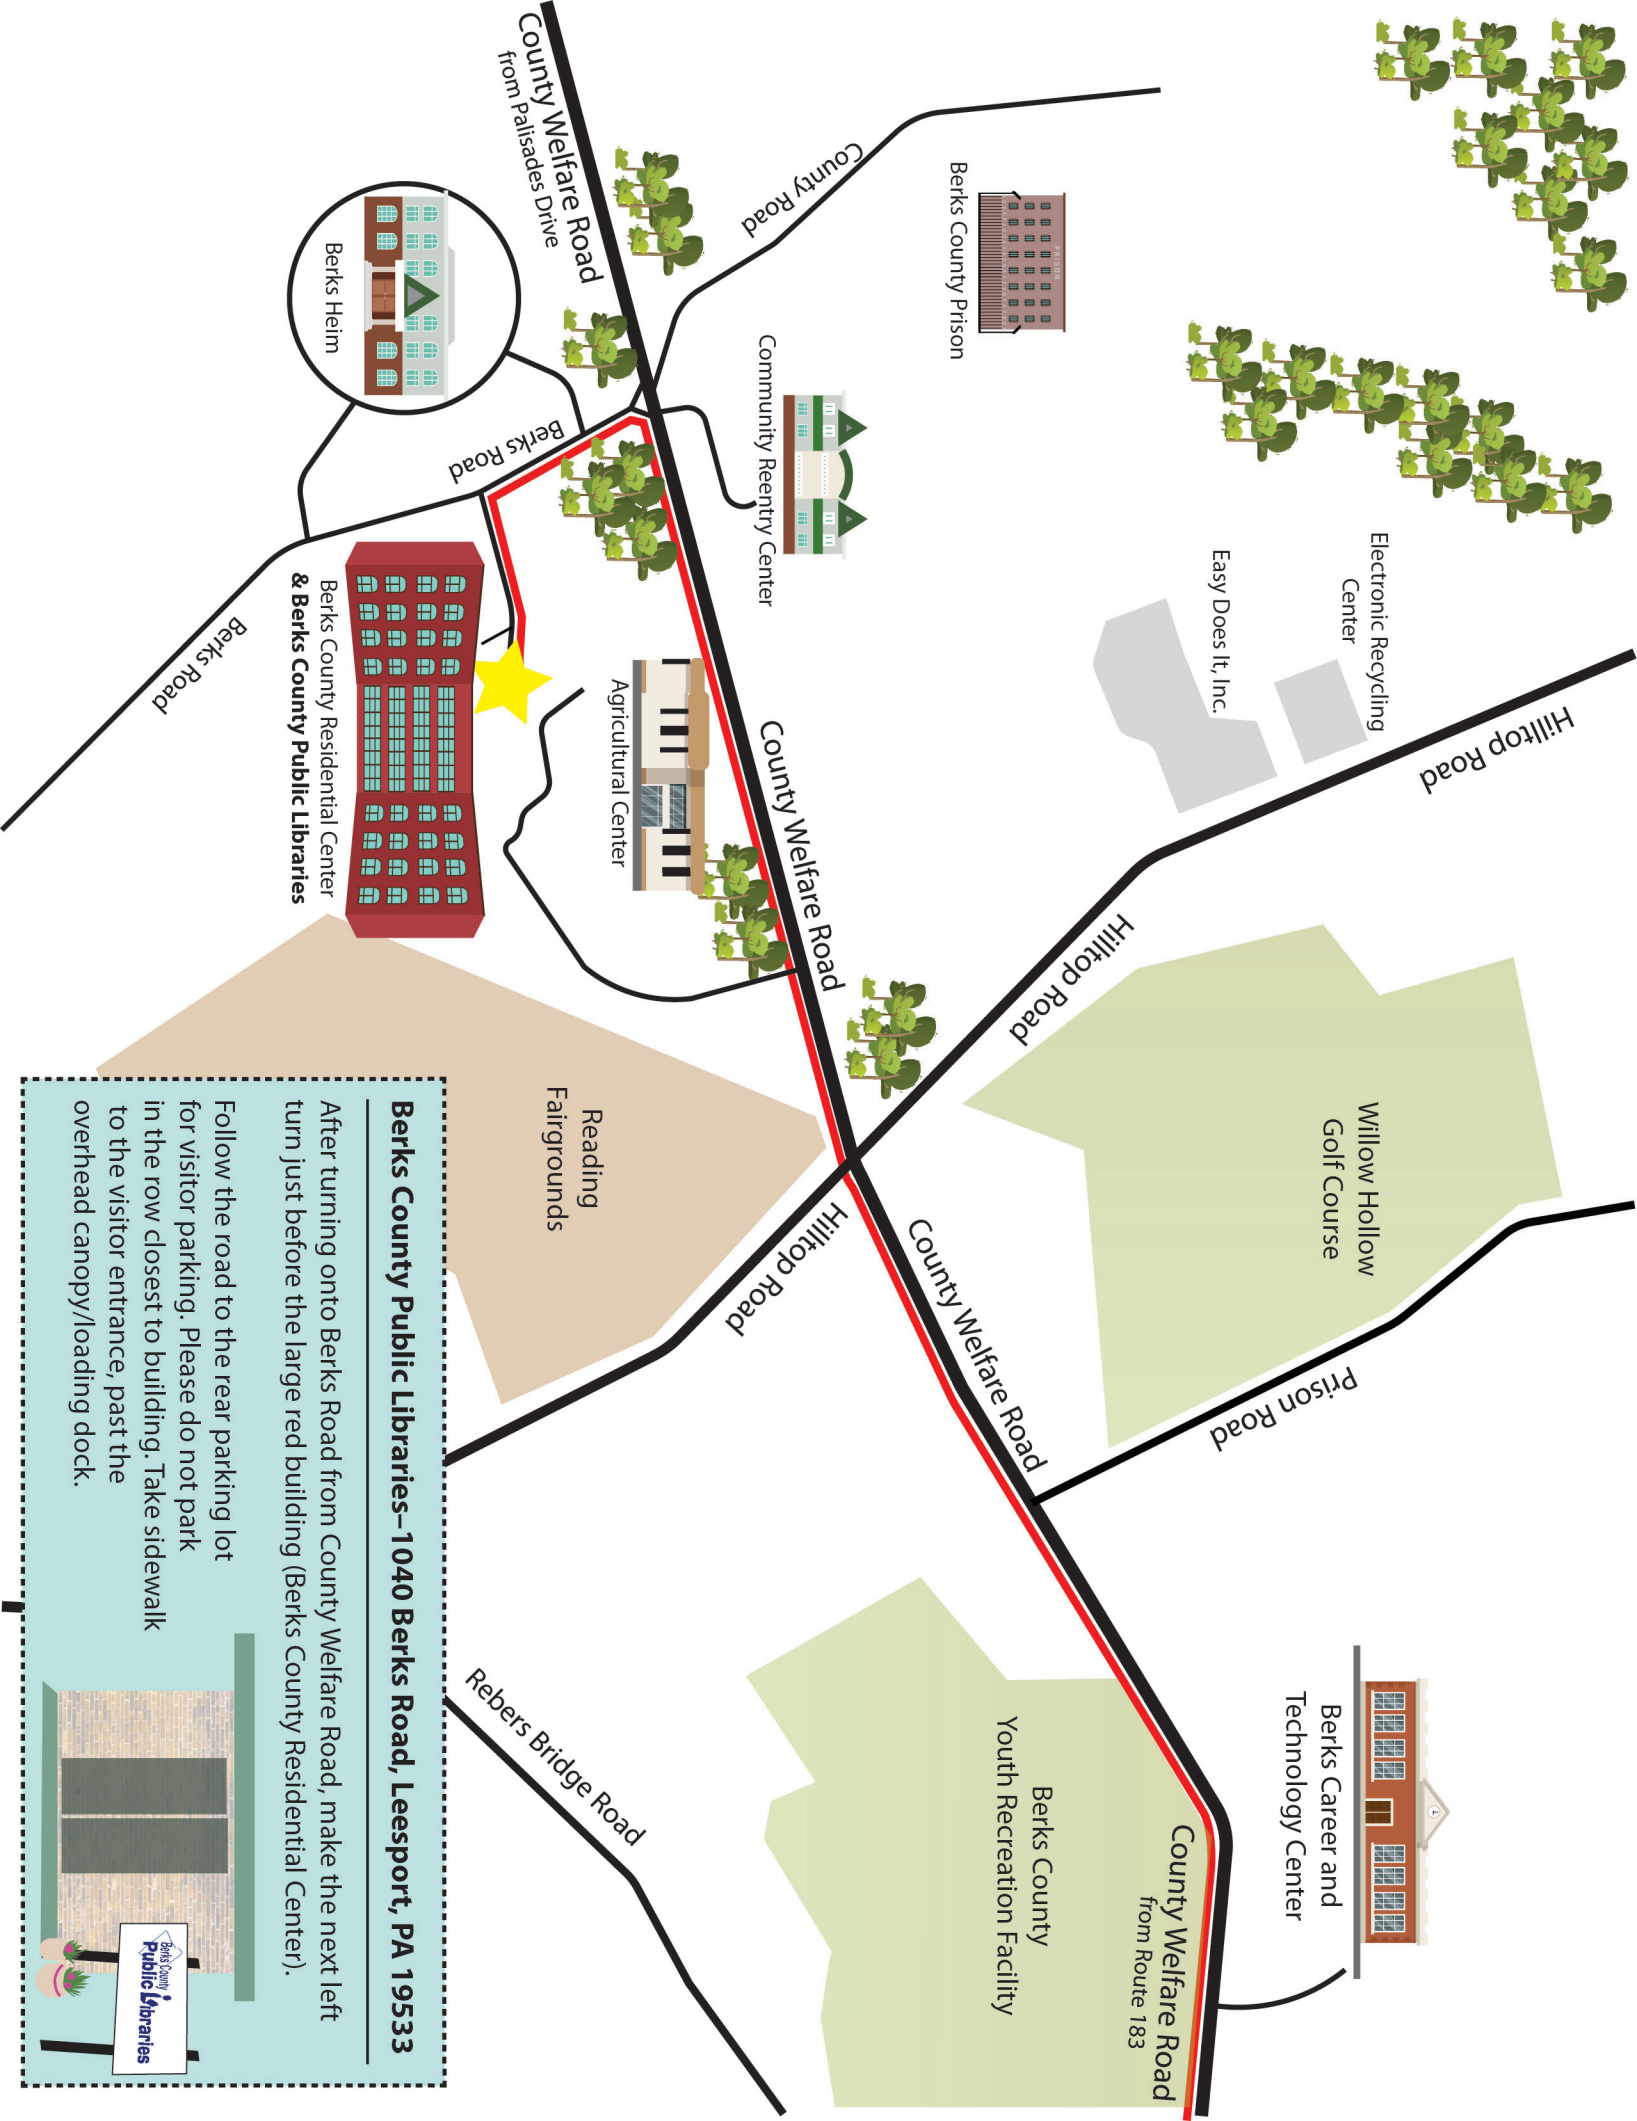 County Welfare Road
from Palisades Drive
County Road
Berks County Prison
PRISON
Berks Heim
Berks Road
Community Reentry Center
Electronic Recycling
Center
Easy Does It, Inc.
Hilltop Road
Berks Road
Berks County Residential Center
& Berks County Public Libraries
Agricultural Center
County Welfare Road
Hilltop Road
Willow Hollow
Golf Course
Reading
Fairgrounds
Hilltop Road
County Welfare Road
Prison Road
Berks Career and
Technology Center
Berks County
Youth Recreation Facility
County Welfare Road
from Route 183
Rebers Bridge Road
Berks County Public Libraries–1040 Berks Road, Leesport, PA 19533
After turning onto Berks Road from County Welfare Road, make the next left
turn just before the large red building (Berks County Residential Center).
Follow the road to the rear parking lot
for visitor parking. Please do not park
in the row closest to building. Take sidewalk
to the visitor entrance, past the
overhead canopy/loading dock.
Berks County
Public Libraries